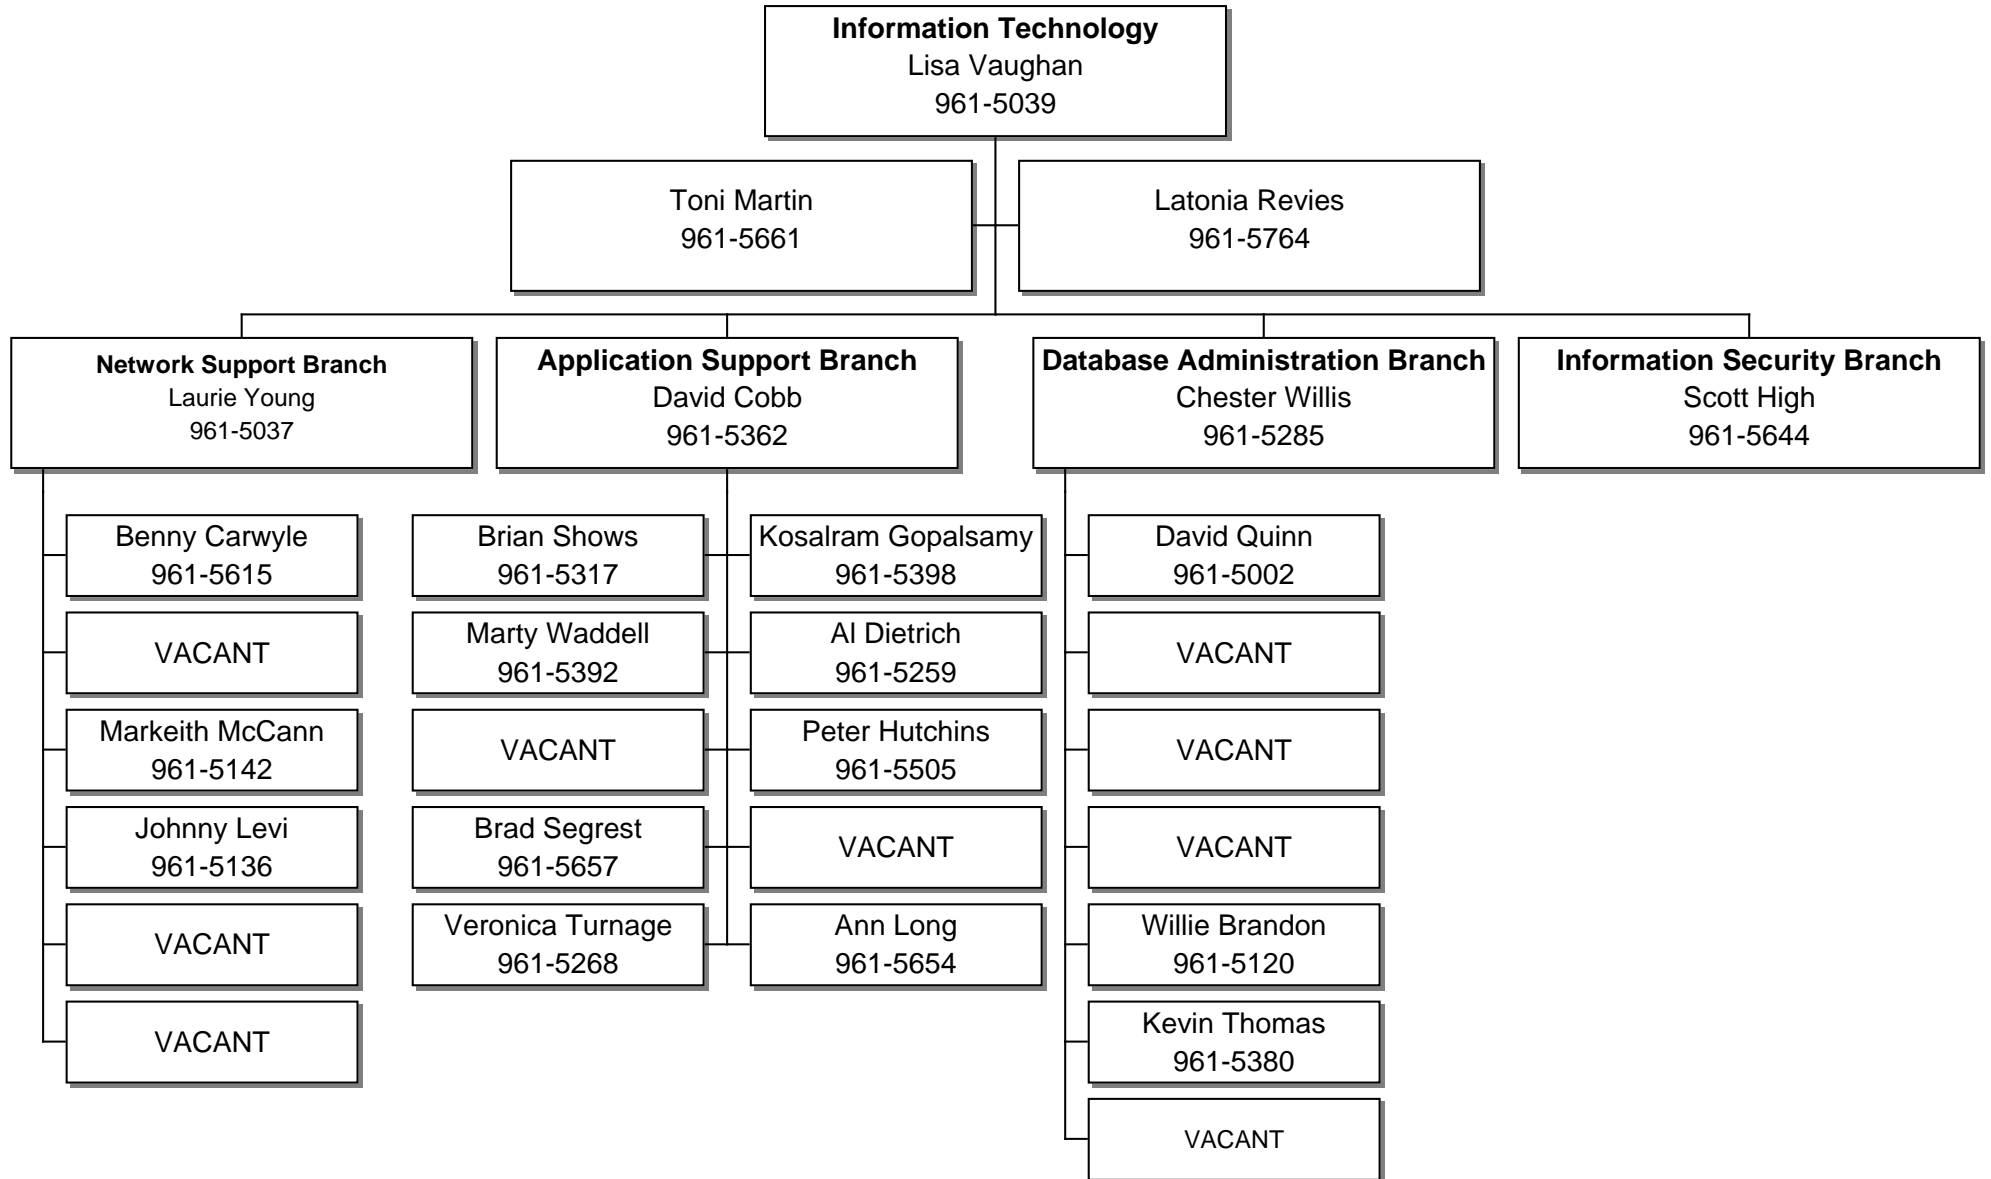 Information Technology
Lisa Vaughan
961-5039
Toni Martin
961-5661
Latonia Revies
961-5764
Network Support Branch
Laurie Young
961-5037
Application Support Branch
David Cobb
961-5362
Database Administration Branch
Chester Willis
961-5285
Information Security Branch
Scott High
961-5644
Benny Carwyle
961-5615
VACANT
Markeith McCann
961-5142
Johnny Levi
961-5136
VACANT
VACANT
Brian Shows
961-5317
Marty Waddell
961-5392
VACANT
Brad Segrest
961-5657
Veronica Turnage
961-5268
Kosalram Gopalsamy
961-5398
Al Dietrich
961-5259
Peter Hutchins
961-5505
VACANT
Ann Long
961-5654
David Quinn
961-5002
VACANT
VACANT
VACANT
Willie Brandon
961-5120
Kevin Thomas
961-5380
VACANT